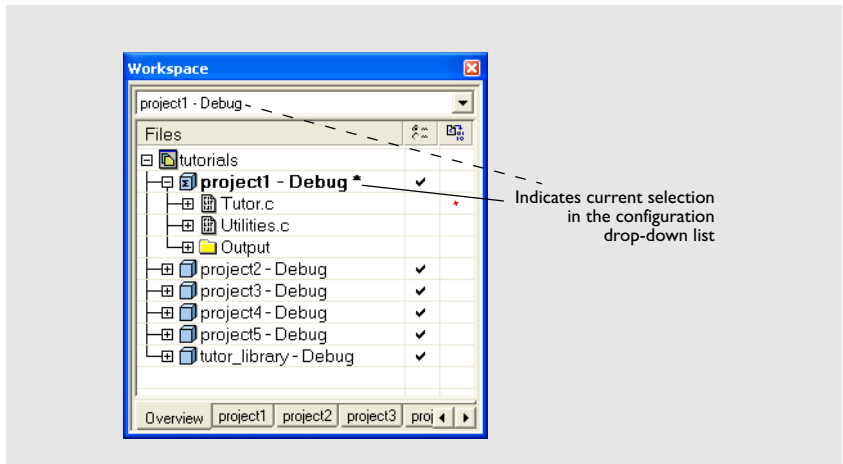 Workspace
project1 - Debug
Files
tutorials
project1 - Debug *
Tutor.c
Utilities.c
Output
project2 - Debug
project3 - Debug
project4 - Debug
project5 - Debug
tutor_library - Debug
Overview project1 project2 project3 proj
Indicates current selection
in the configuration
drop-down list